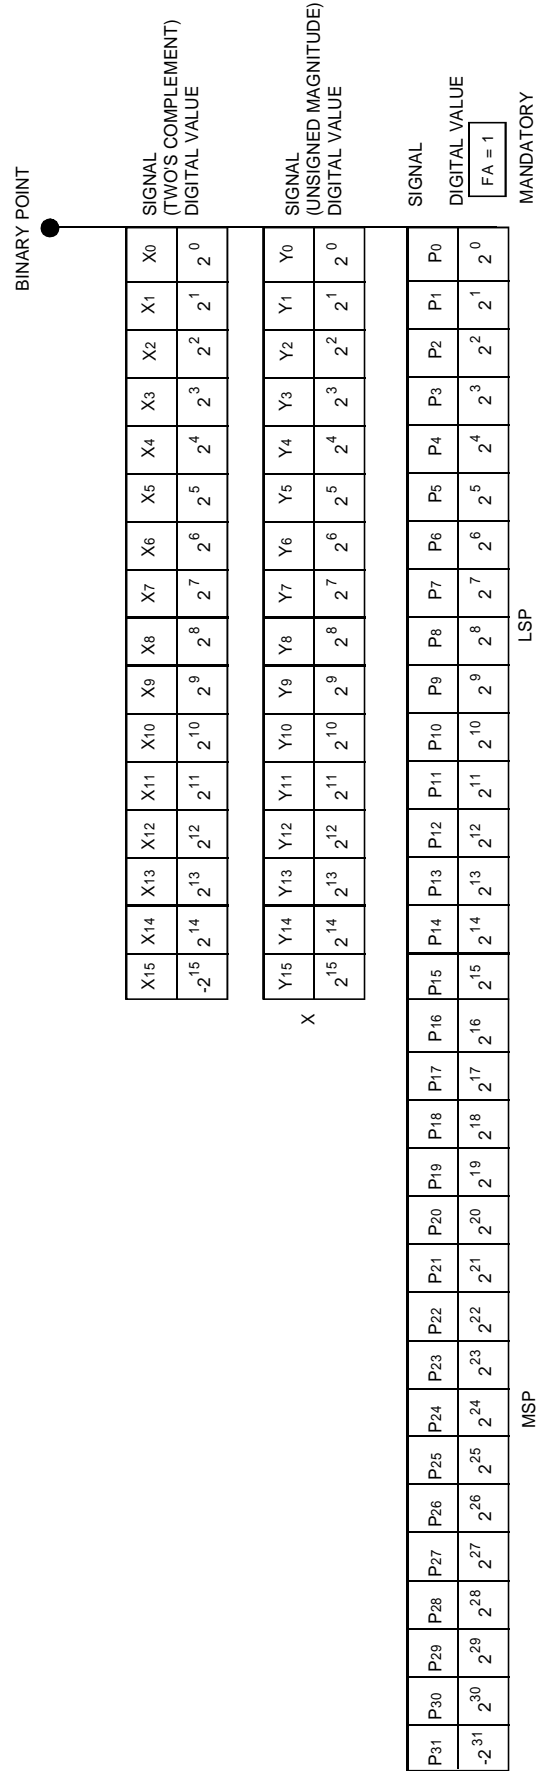 BINARY POINT
X15 X14 X13 X12 X11 X10 X9 X8 X7 X6 X5 X4 X3 X2 X1 X0
-2^15 2^14 2^13 2^12 2^11 2^10 2^9 2^8 2^7 2^6 2^5 2^4 2^3 2^2 2^1 2^0
SIGNAL
(TWO'S COMPLEMENT)
DIGITAL VALUE
X
Y15 Y14 Y13 Y12 Y11 Y10 Y9 Y8 Y7 Y6 Y5 Y4 Y3 Y2 Y1 Y0
2^15 2^14 2^13 2^12 2^11 2^10 2^9 2^8 2^7 2^6 2^5 2^4 2^3 2^2 2^1 2^0
SIGNAL
(UNSIGNED MAGNITUDE)
DIGITAL VALUE
P31 P30 P29 P28 P27 P26 P25 P24 P23 P22 P21 P20 P19 P18 P17 P16 P15 P14 P13 P12 P11 P10 P9 P8 P7 P6 P5 P4 P3 P2 P1 P0
SIGNAL
-2^31 2^30 2^29 2^28 2^27 2^26 2^25 2^24 2^23 2^22 2^21 2^20 2^19 2^18 2^17 2^16 2^15 2^14 2^13 2^12 2^11 2^10 2^9 2^8 2^7 2^6 2^5 2^4 2^3 2^2 2^1 2^0
DIGITAL VALUE
FA = 1
MSP
LSP
MANDATORY